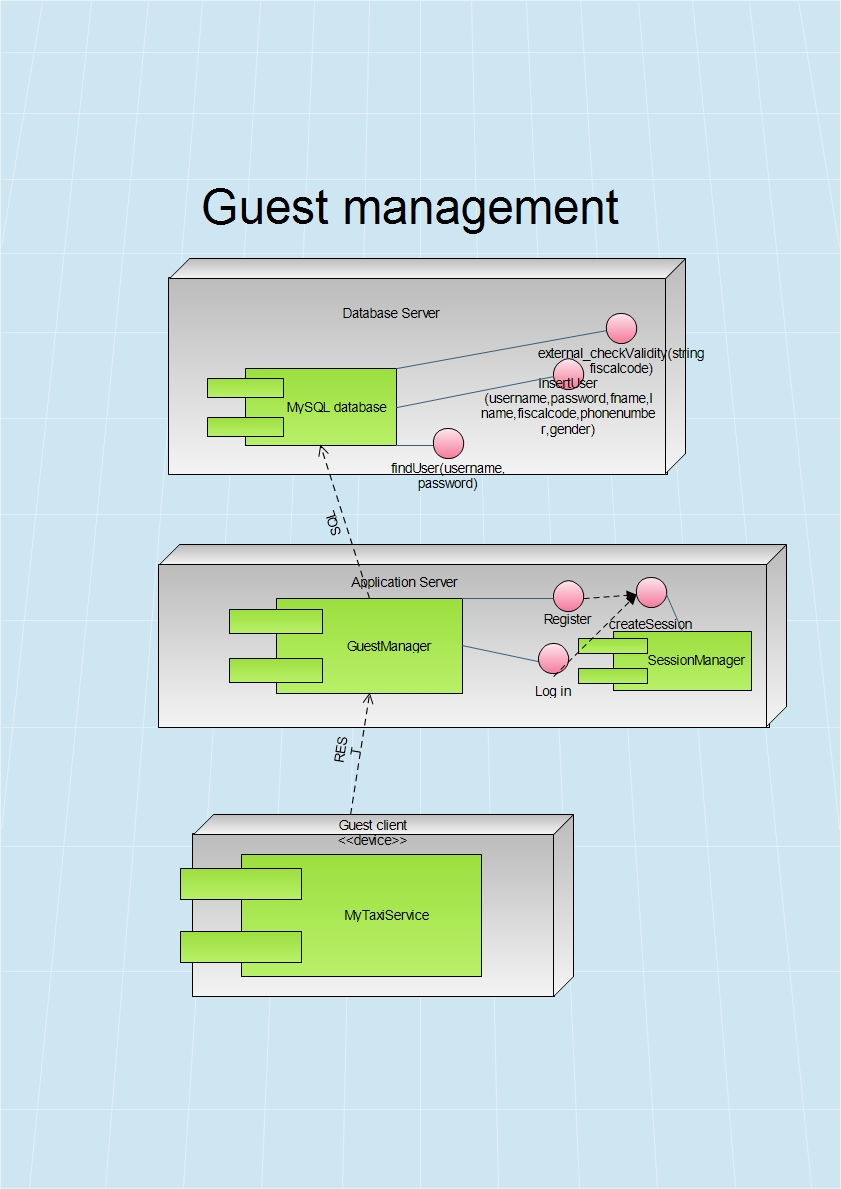 Guest management
Database Server
external_checkValidity(string
fiscalcode)
insertUser
(username,password,fname,l
name,fiscalcode,phonenumbe
r,gender)
MySQL database
findUser(username,
password)
SQL
Application Server
Register
createSession
GuestManager
SessionManager
Log in
RES
T
Guest client
<<device>>
MyTaxiService